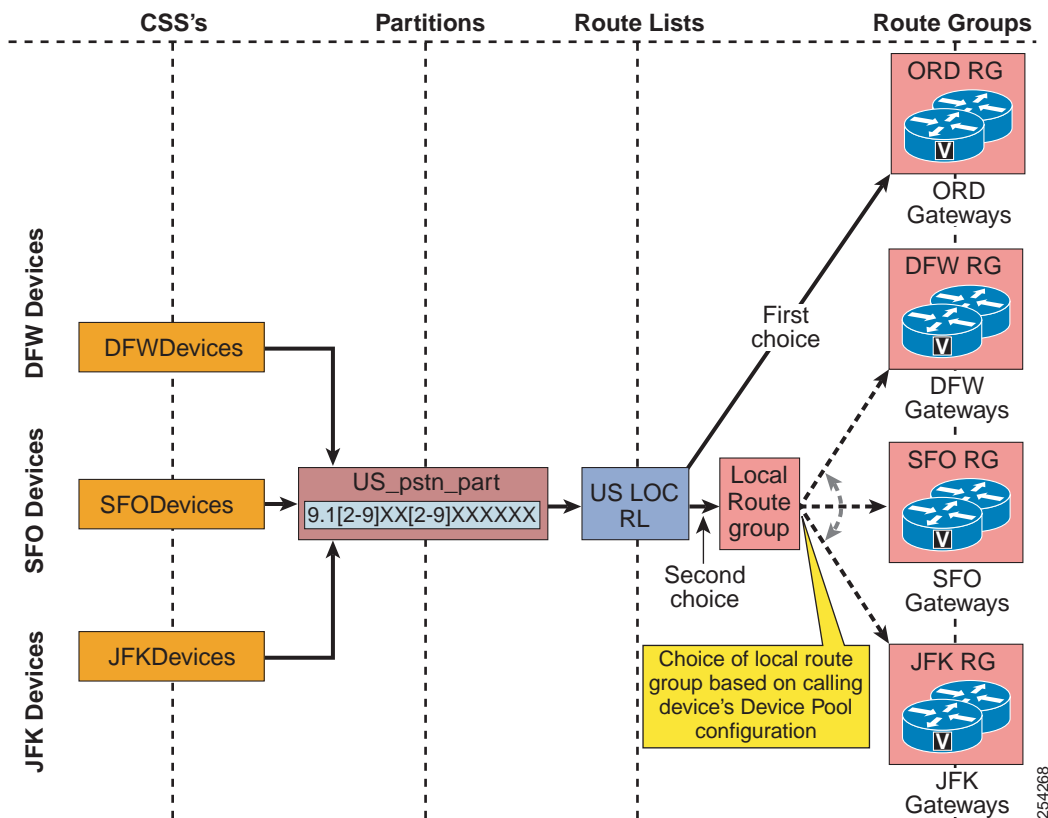 CSS's
Partitions
Route Lists
Route Groups
ORD RG
V
ORD
Gateways
DFW Devices
DFWDevices
First
choice
DFW RG
V
DFW
Gateways
SFO Devices
SFODevices
US_pstn_part
9.1[2-9]XX[2-9]XXXXXX
US LOC
RL
Local
Route
group
Second
choice
SFO RG
V
SFO
Gateways
JFK Devices
JFKDevices
Choice of local route
group based on calling
device's Device Pool
configuration
JFK RG
V
JFK
Gateways
254268